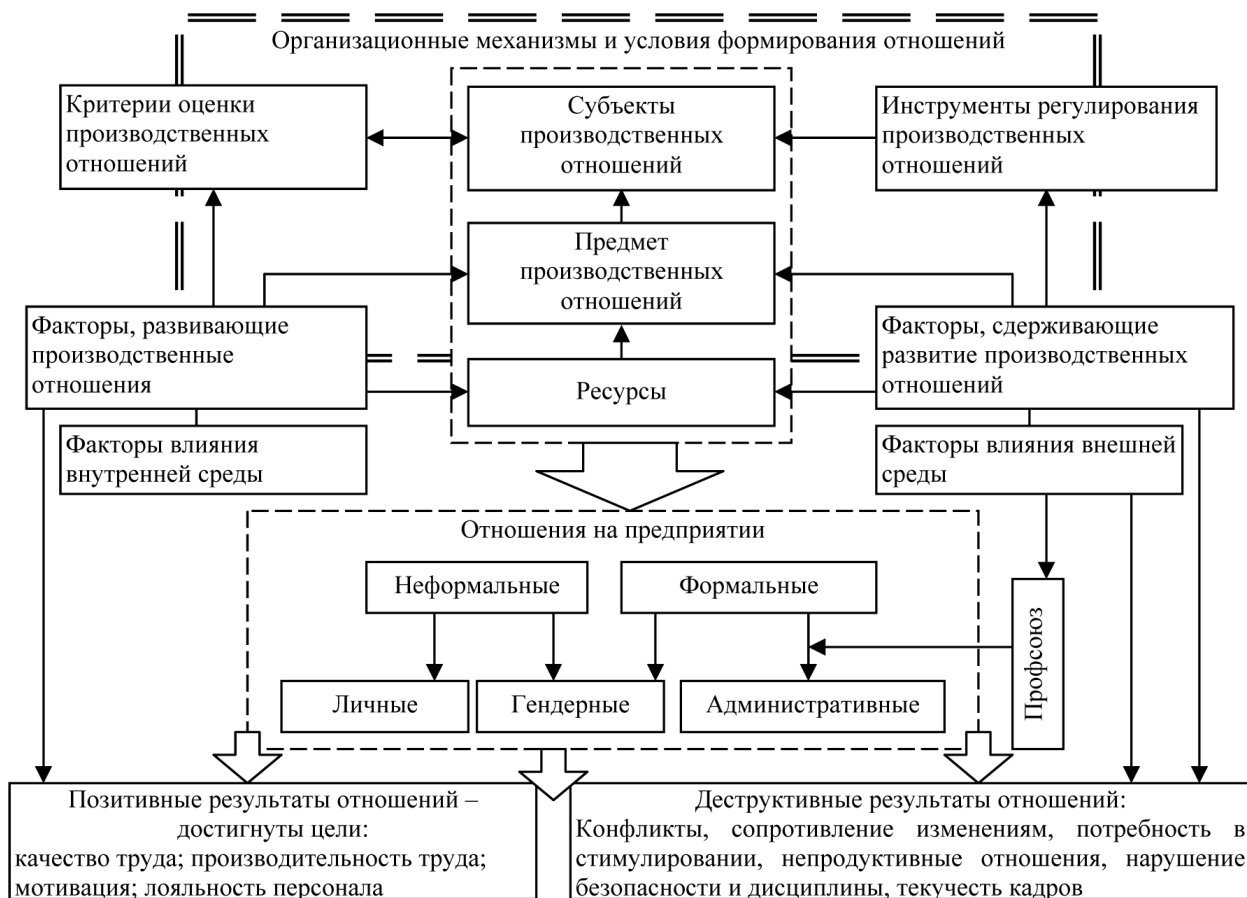 Организационные механизмы и условия формирования отношений
Критерии оценки
производственных
отношений
Субъекты
производственных
отношений
Инструменты регулирования
производственных
отношений
Предмет
производственных
отношений
Факторы, развивающие
производственные
отношения
Ресурсы
Факторы, сдерживающие
развитие производственных
отношений
Факторы влияния
внутренней среды
Факторы влияния внешней
среды
Отношения на предприятии
Неформальные
Формальные
Личные
Гендерные
Административные
Профсоюз
Позитивные результаты отношений –
достигнуты цели:
качество труда; производительность труда;
мотивация; лояльность персонала
Деструктивные результаты отношений:
Конфликты, сопротивление изменениям, потребность в
стимулировании, непродуктивные отношения, нарушение
безопасности и дисциплины, текучесть кадров